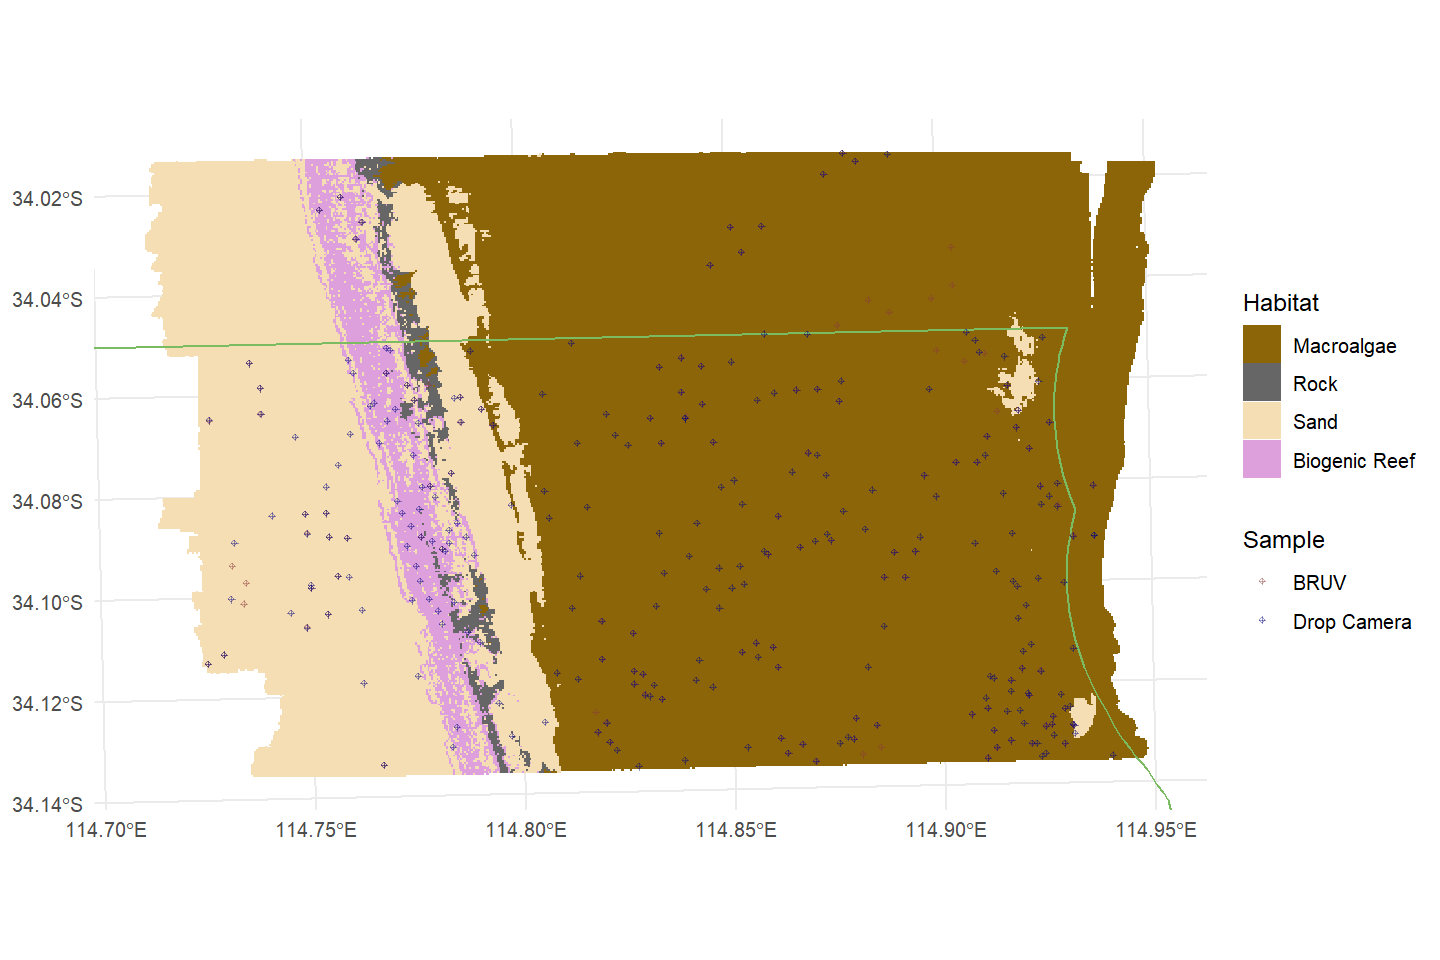 34.02°S
34.04°S
34.06°S
34.08°S
34.10°S
34.12°S
34.14°S
114.70°E
114.75°E
114.80°E
114.85°E
114.90°E
114.95°E
Habitat
Macroalgae
Rock
Sand
Biogenic Reef
Sample
BRUV
Drop Camera